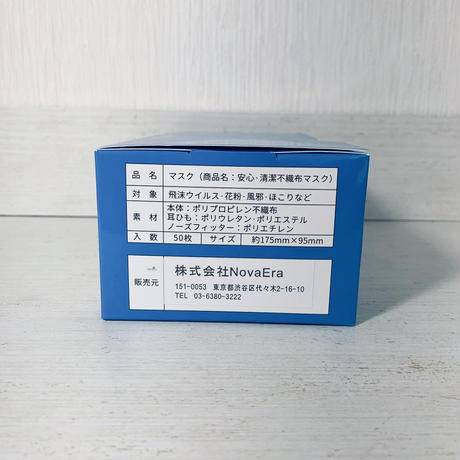 品名 マスク（商品名：安心・清潔不織布マスク）
対象 飛沫ウイルス・花粉・風邪・ほこりなど
素材 本体：ポリプロピレン不織布
耳ひも：ポリウレタン・ポリエステル
ノーズフィッター：ポリエチレン
入数 50枚 サイズ 約175mm×95mm
販売元 株式会社NovaEra
151-0053 東京都渋谷区代々木2-16-10
TEL 03-6380-3222